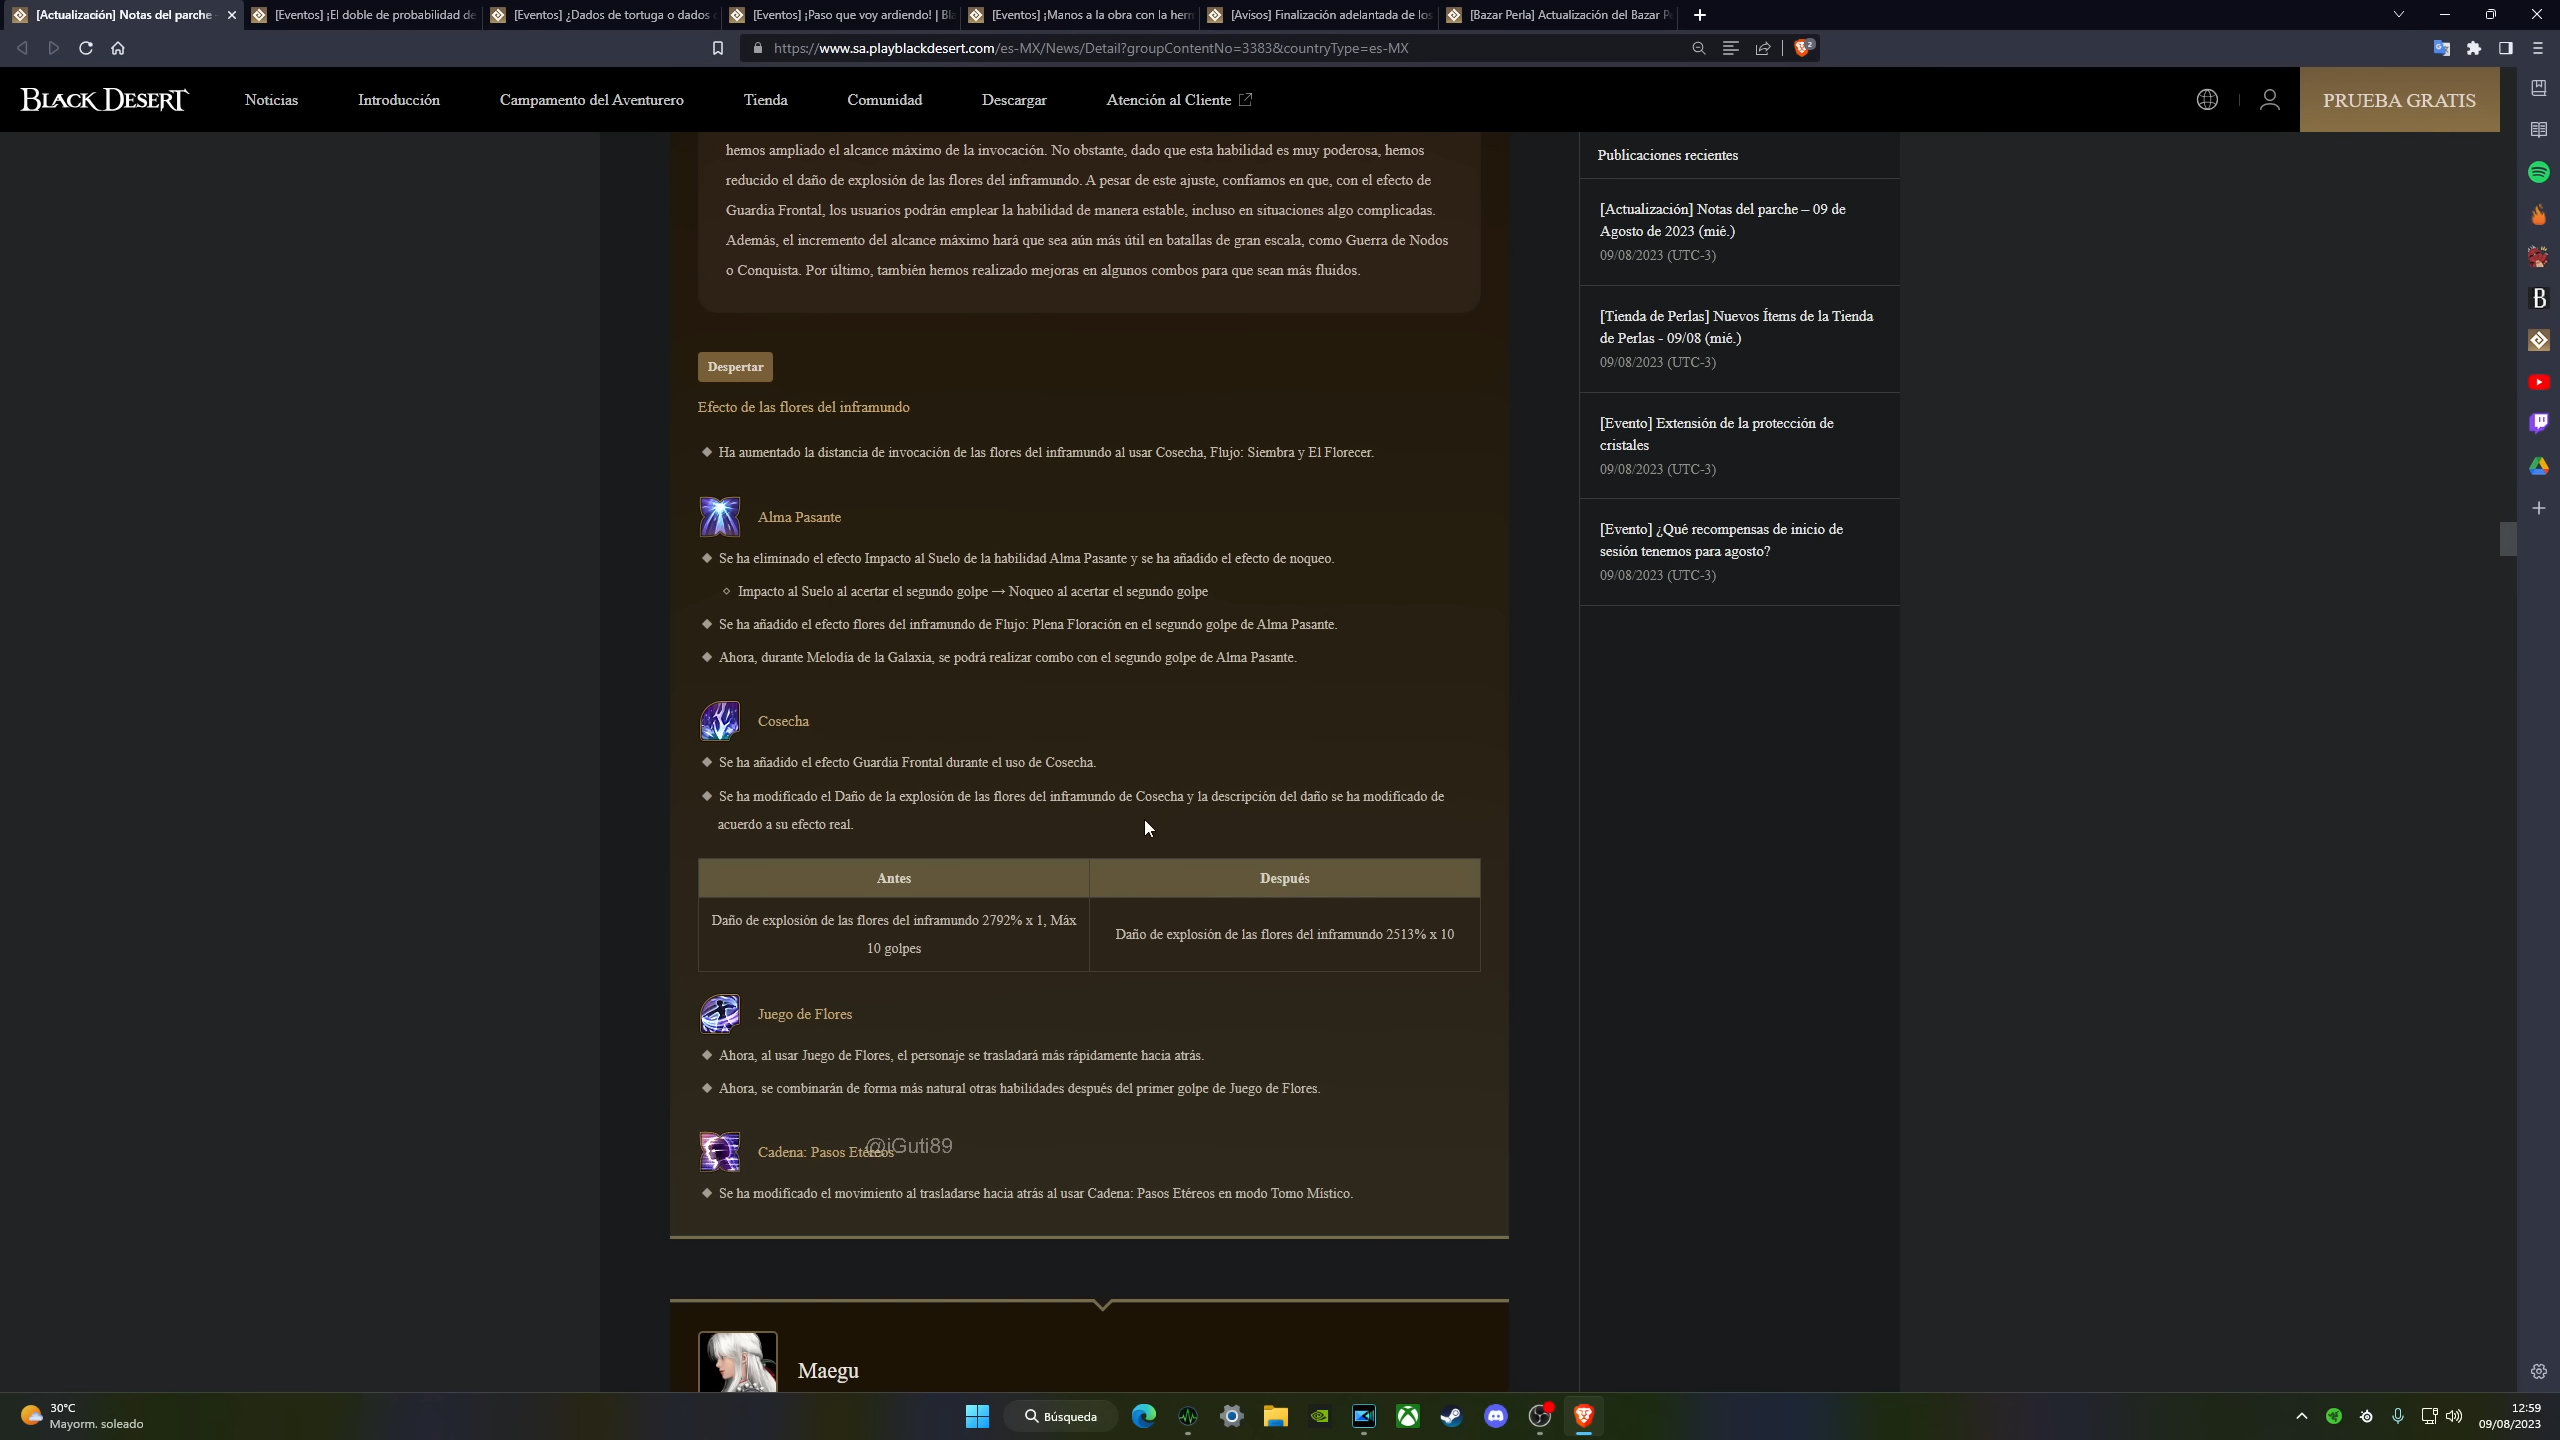 [Actualización] Notas del parche -
[Eventos] ¡El doble de probabilidad de
[Eventos] ¿Dados de tortuga o dados
[Eventos] ¡Paso que voy ardiendo! | Bl
[Eventos] ¡Manos a la obra con la herr
[Avisos] Finalización adelantada de los
[Bazar Perla] Actualización del Bazar P
https://www.sa.playblackdesert.com/es-MX/News/Detail?groupContentNo=3383&countryType=es-MX
2
BLACK DESERT
Noticias
Introducción
Campamento del Aventurero
Tienda
Comunidad
Descargar
Atención al Cliente
PRUEBA GRATIS
hemos ampliado el alcance máximo de la invocación. No obstante, dado que esta habilidad es muy poderosa, hemos
reducido el daño de explosión de las flores del inframundo. A pesar de este ajuste, confiamos en que, con el efecto de
Guardia Frontal, los usuarios podrán emplear la habilidad de manera estable, incluso en situaciones algo complicadas.
Además, el incremento del alcance máximo hará que sea aún más útil en batallas de gran escala, como Guerra de Nodos
o Conquista. Por último, también hemos realizado mejoras en algunos combos para que sean más fluidos.
Despertar
Efecto de las flores del inframundo
Ha aumentado la distancia de invocación de las flores del inframundo al usar Cosecha, Flujo: Siembra y El Florecer.
Alma Pasante
Se ha eliminado el efecto Impacto al Suelo de la habilidad Alma Pasante y se ha añadido el efecto de noqueo.
Impacto al Suelo al acertar el segundo golpe → Noqueo al acertar el segundo golpe
Se ha añadido el efecto flores del inframundo de Flujo: Plena Floración en el segundo golpe de Alma Pasante.
Ahora, durante Melodía de la Galaxia, se podrá realizar combo con el segundo golpe de Alma Pasante.
Cosecha
Se ha añadido el efecto Guardia Frontal durante el uso de Cosecha.
Se ha modificado el Daño de la explosión de las flores del inframundo de Cosecha y la descripción del daño se ha modificado de
acuerdo a su efecto real.
Antes
Después
Daño de explosión de las flores del inframundo 2792% x 1, Máx
10 golpes
Daño de explosión de las flores del inframundo 2513% x 10
Juego de Flores
Ahora, al usar Juego de Flores, el personaje se trasladará más rápidamente hacia atrás.
Ahora, se combinarán de forma más natural otras habilidades después del primer golpe de Juego de Flores.
Cadena: Pasos Etéreos
@iGuti89
Se ha modificado el movimiento al trasladarse hacia atrás al usar Cadena: Pasos Etéreos en modo Tomo Místico.
Maegu
Publicaciones recientes
[Actualización] Notas del parche – 09 de
Agosto de 2023 (mié.)
09/08/2023 (UTC-3)
[Tienda de Perlas] Nuevos Ítems de la Tienda
de Perlas - 09/08 (mié.)
09/08/2023 (UTC-3)
[Evento] Extensión de la protección de
cristales
09/08/2023 (UTC-3)
[Evento] ¿Qué recompensas de inicio de
sesión tenemos para agosto?
09/08/2023 (UTC-3)
30°C
Mayorm. soleado
Búsqueda
12:59
09/08/2023